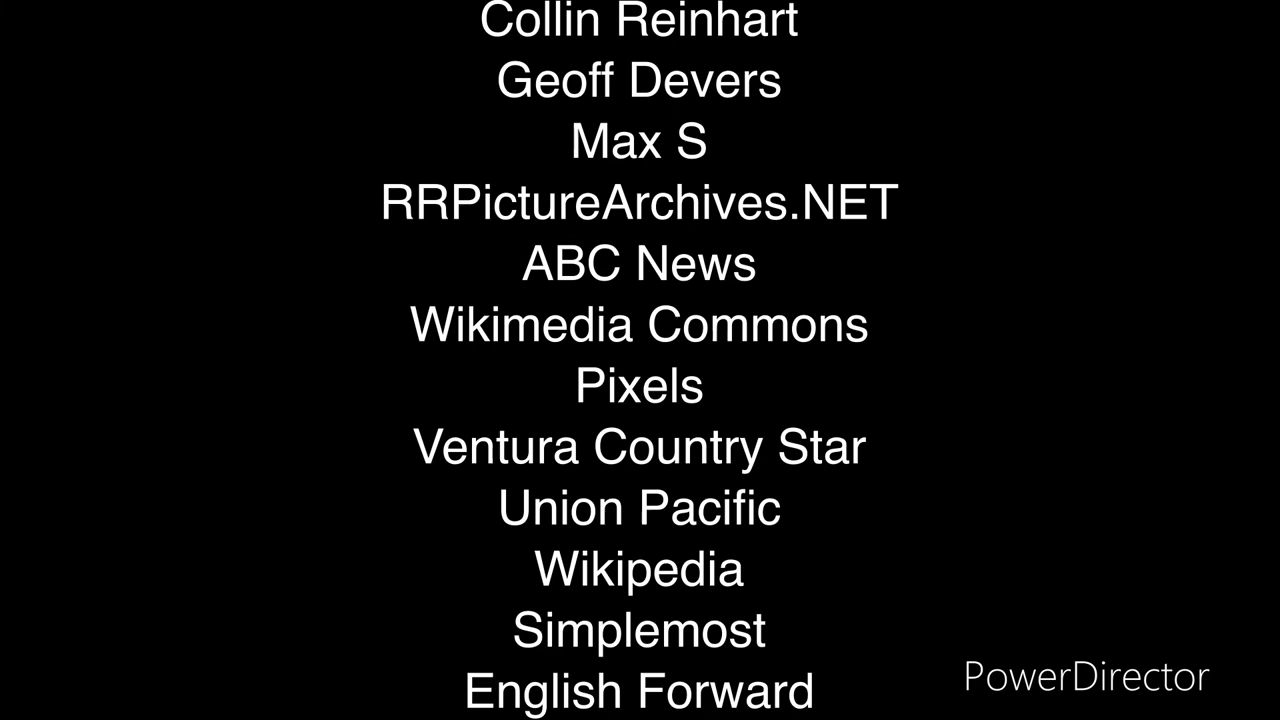 Collin Reinhart
Geoff Devers
Max S
RRPictureArchives.NET
ABC News
Wikimedia Commons
Pixels
Ventura Country Star
Union Pacific
Wikipedia
Simplemost
English Forward
PowerDirector